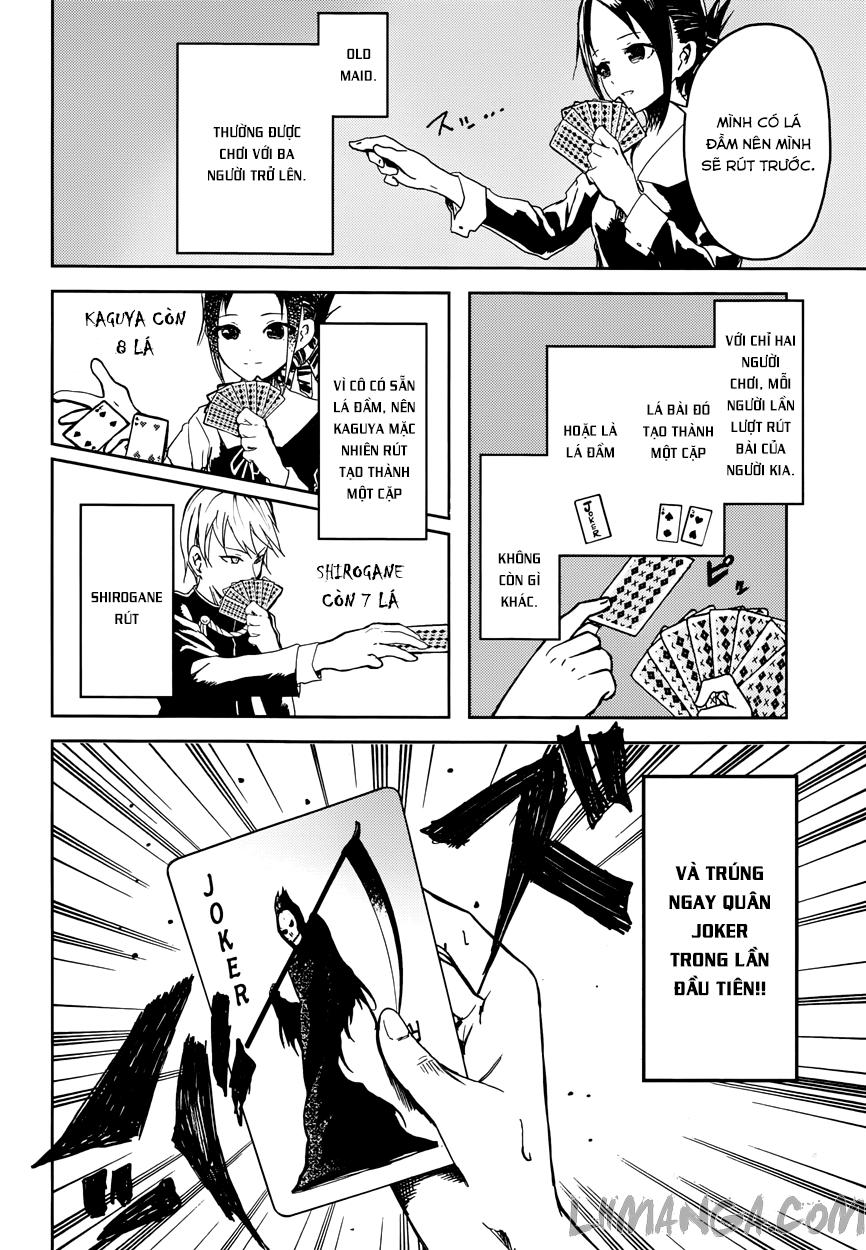 MÌNH CÓ LÁ
ĐẦM NÊN MÌNH
SẼ RÚT TRƯỚC.
ス゛ッ…
OLD
MAID.
THƯỜNG ĐƯỢC
CHƠI VỚI BA
NGƯỜI TRỞ LÊN.
VỚI CHỈ HAI
NGƯỜI
CHƠI, MỖI
NGƯỜI LẦN
LƯỢT RÚT
BÀI CỦA
NGƯỜI KIA.
LÁ BÀI ĐÓ
TẠO THÀNH
MỘT CẶP
HOẶC LÀ
LÁ ĐẦM
JOKER
KHÔNG
CÒN GÌ
KHÁC.
ピッ
KAGUYA CÒN
8 LÁ
VÌ CÔ CÓ SẴN
LÁ ĐẦM, NÊN
KAGUYA MẶC
NHIÊN RÚT
TẠO THÀNH
MỘT CẶP
SHIROGANE
CÒN 7 LÁ
SHIROGANE
RÚT
VÀ TRÚNG
NGAY QUÂN
JOKER
TRONG LẦN
ĐẦU TIÊN!!
JOKER
LIIMANGA.COM